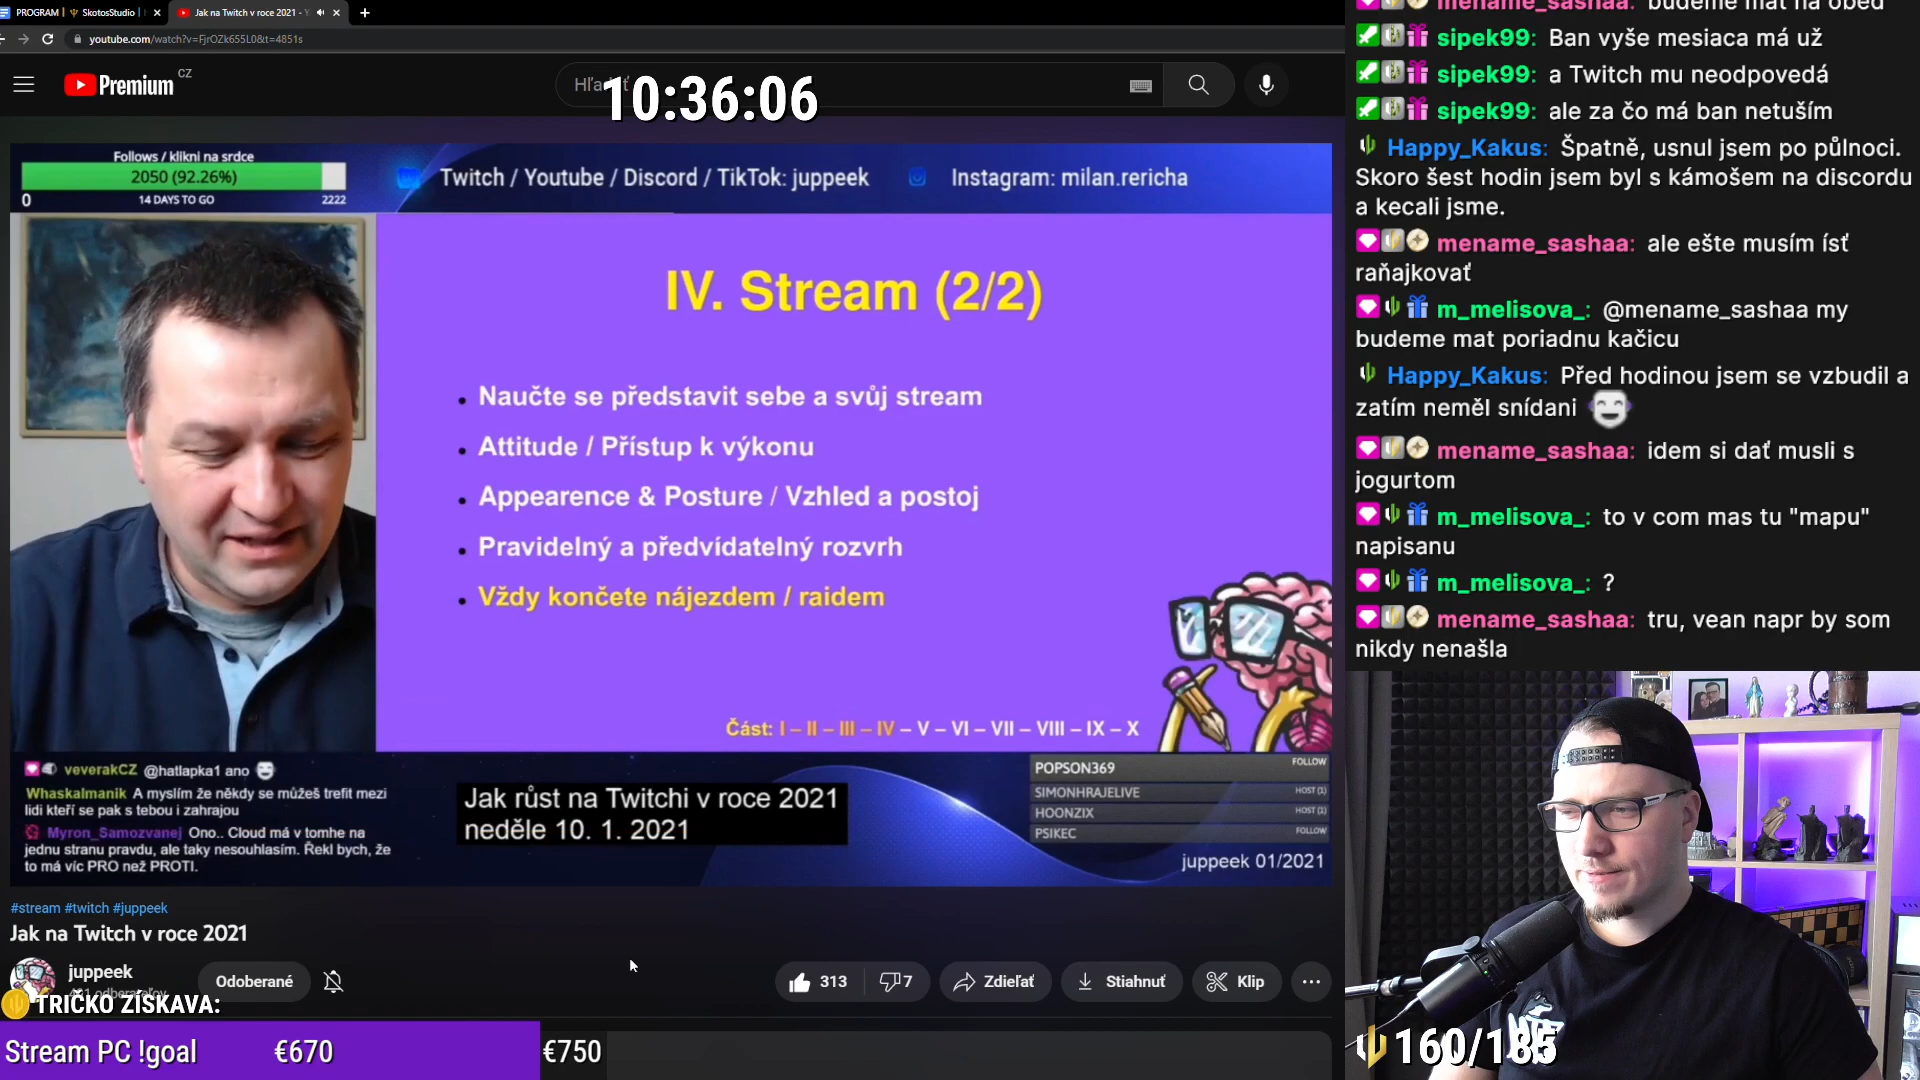 PROGRAM | SkotosStudio |
Jak na Twitch v roce 2021 - Y
youtube.com/watch?v=FjrOZk655L0&t=4851s
Premium CZ
10:36:06
Follows / klikni na srdce
2050 (92.26%)
0 14 DAYS TO GO 2222
Twitch / Youtube / Discord / TikTok: juppeek
Instagram: milan.rericha
IV. Stream (2/2)
Naučte se představit sebe a svůj stream
Attitude / Přístup k výkonu
Appearence & Posture / Vzhled a postoj
Pravidelný a předvídatelný rozvrh
Vždy končete nájezdem / raidem
Část: I – II – III – IV – V – VI – VII – VIII – IX – X
veverakCZ @hatlapka1 ano
Whaskalmanik A myslím že někdy se můžeš trefit mezi
lidi kteří se pak s tebou i zahrajou
Myron_Samozvanej Ono.. Cloud má v tomhe na
jednu stranu pravdu, ale taky nesouhlasím. Řekl bych, že
to má víc PRO než PROTI.
Jak růst na Twitchi v roce 2021
neděle 10. 1. 2021
POPSON369 FOLLOW
SIMONHRAJELIVE HOST (1)
HOONZIX HOST (1)
PSIKEC FOLLOW
juppeek 01/2021
#stream #twitch #juppeek
Jak na Twitch v roce 2021
juppeek
Odoberané
313
7
Zdieľať
Stiahnuť
Klip
TRIČKO ZÍSKAVA:
Stream PC !goal €670 €750
mename_sashaa: budeme mat na obed
sipek99: Ban vyše mesiaca má už
sipek99: a Twitch mu neodpovedá
sipek99: ale za čo má ban netuším
Happy_Kakus: Špatně, usnul jsem po půlnoci.
Skoro šest hodin jsem byl s kámošem na discordu
a kecali jsme.
mename_sashaa: ale ešte musím ísť
raňajkovať
m_melisova_: @mename_sashaa my
budeme mat poriadnu kačicu
Happy_Kakus: Před hodinou jsem se vzbudil a
zatím neměl snídani
mename_sashaa: idem si dať musli s
jogurtom
m_melisova_: to v com mas tu "mapu"
napisanu
m_melisova_: ?
mename_sashaa: tru, vean napr by som
nikdy nenašla
160/185